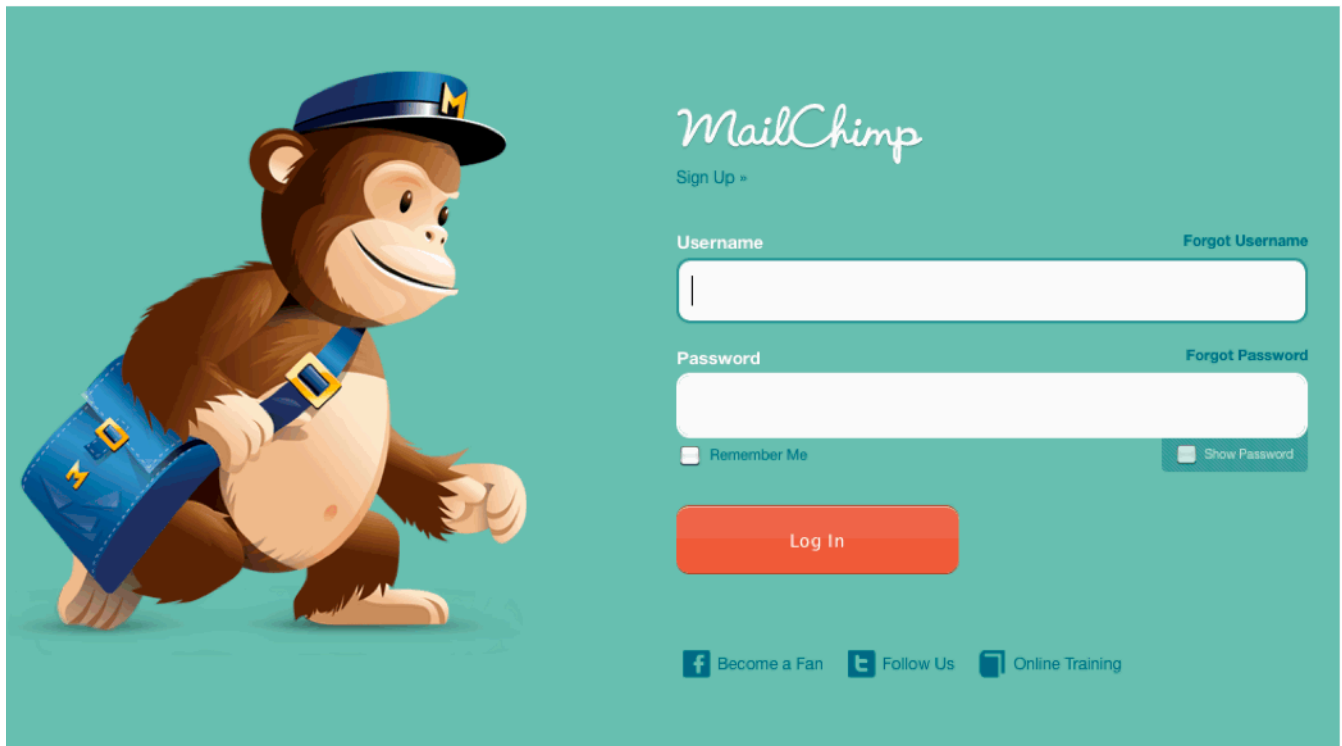 M
MailChimp
Sign Up »
Username Forgot Username
Password Forgot Password
Remember Me Show Password
M
Log In
Become a Fan Follow Us Online Training